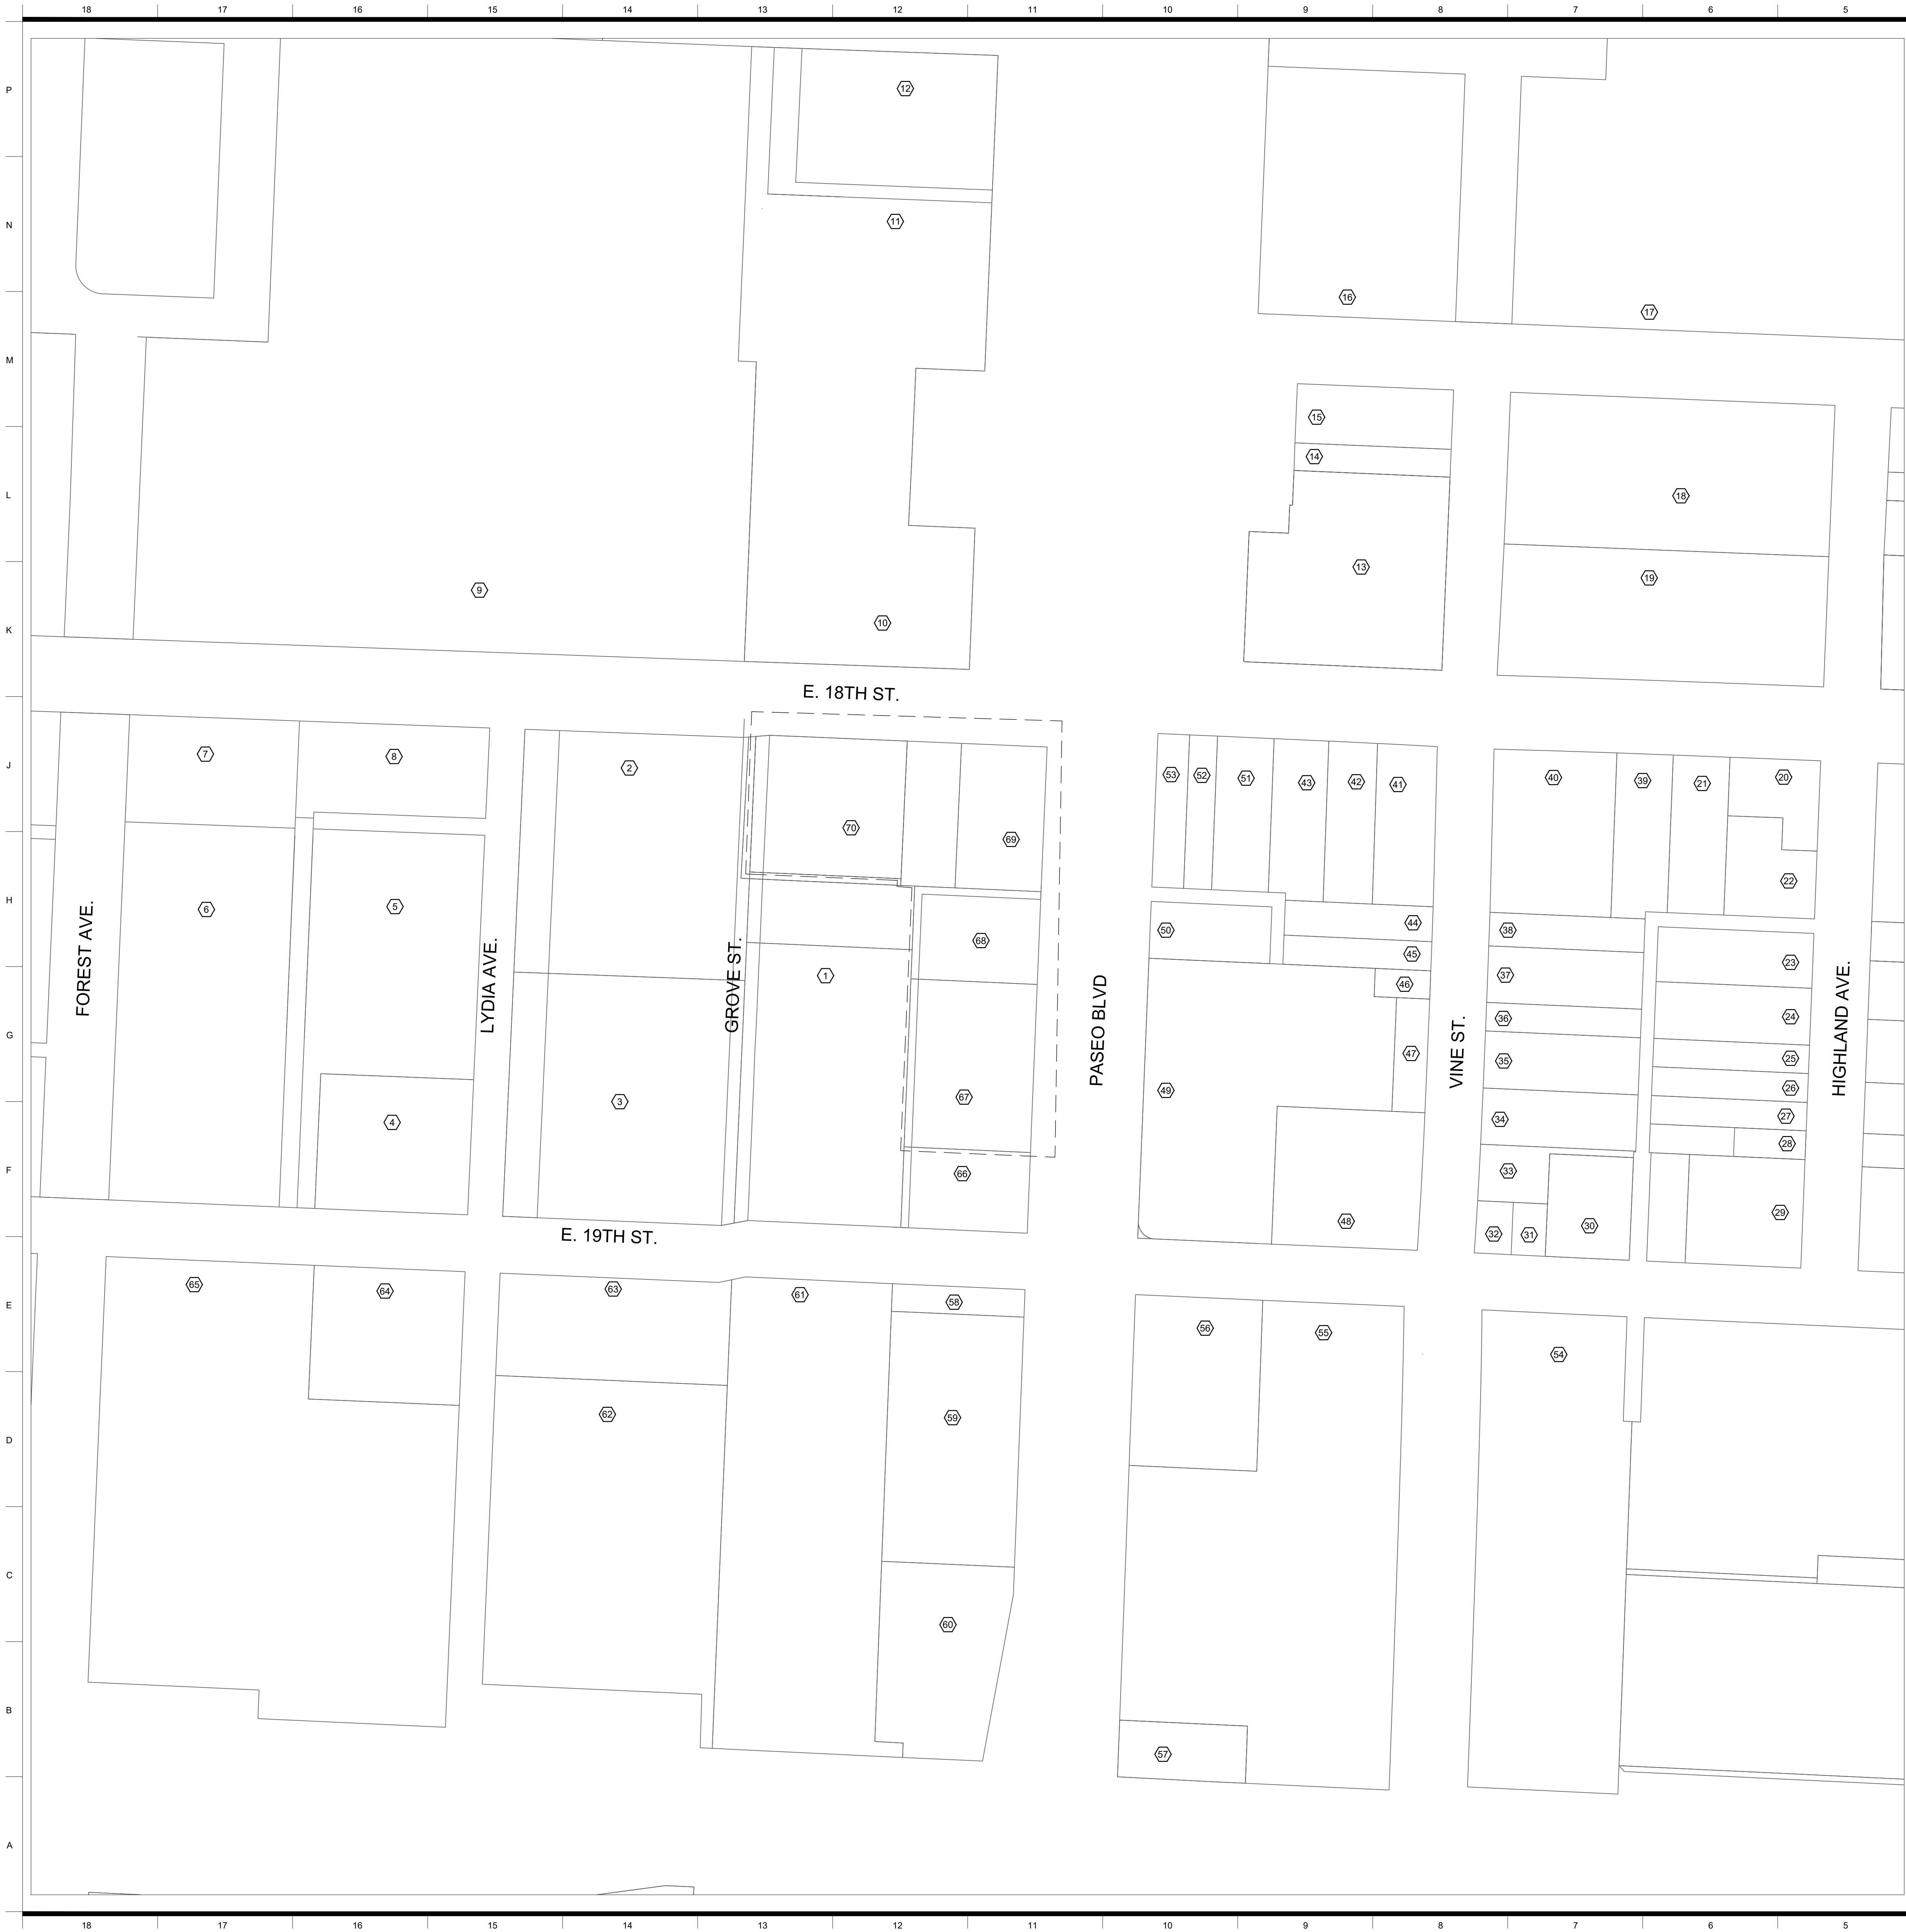 18 17 16 15 14 13 12 11 10 9 8 7 6 5
P
12
N
11
16
17
M
15
14
L
18
13
19
9
K
10
E. 18TH ST.
J
7
8
2
53
52
51
43
42
41
40
39
21
20
70
69
H
FOREST AVE.
6
5
22
44
38
50
68
45
LYDIA AVE.
GROVE ST.
1
23
37
46
PASEO BLVD
VINE ST.
HIGHLAND AVE.
36
24
G
47
35
25
49
26
67
3
4
34
27
28
F
66
33
29
48
30
32
31
E. 19TH ST.
65
64
63
61
E
58
56
55
54
62
59
D
C
60
B
57
A
18 17 16 15 14 13 12 11 10 9 8 7 6 5